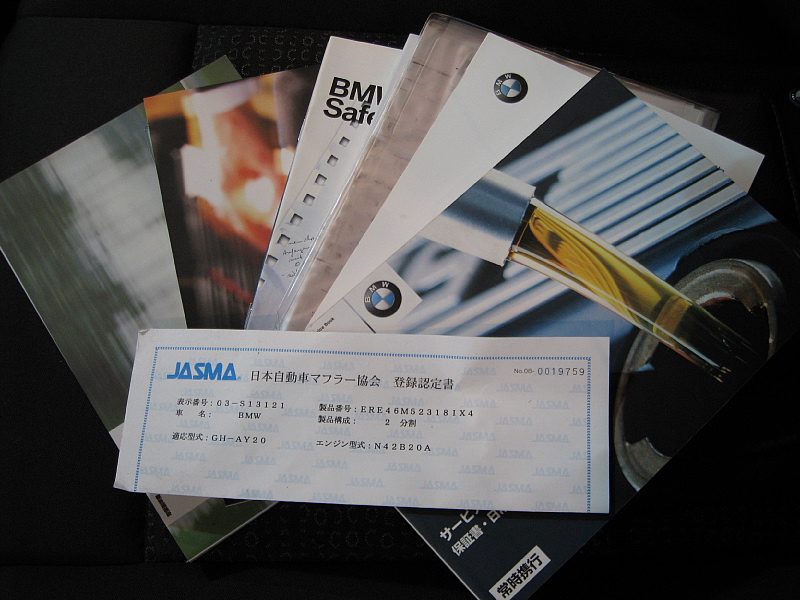 BMW
Safe
BMW
BMW
ice Book
JASMA 日本自動車マフラー協会 登録認定書
No.00- 0019759
表示番号：03-S13121
車 名： BMW
製品番号：ERE46M52318IX4
製品構成： 2 分割
適応型式：GH-AY20
エンジン型式：N42B20A
サービ
保証書・
常時携行